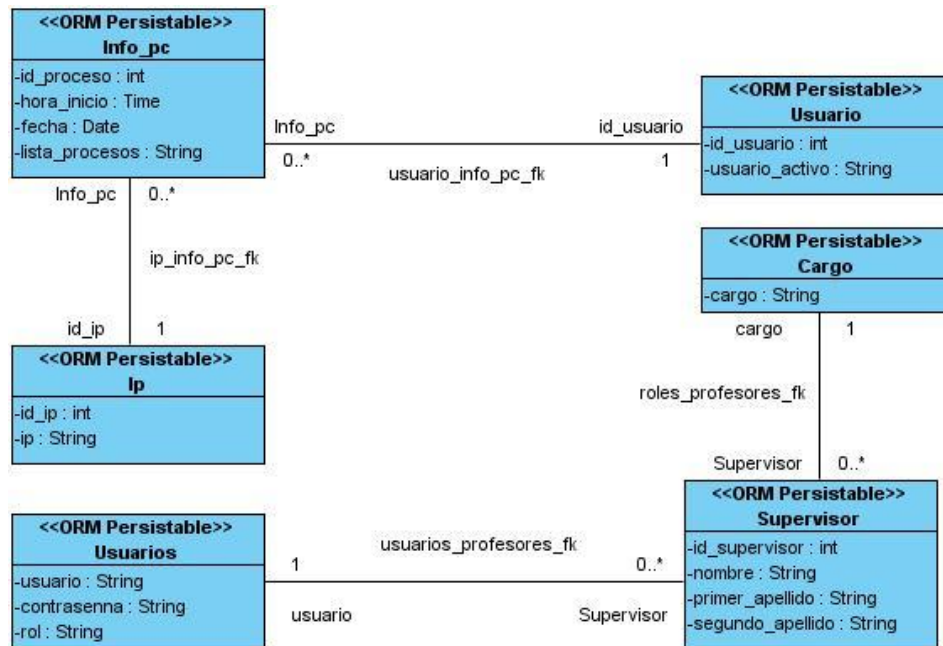 <<ORM Persistable>>
Info_pc
-id_proceso : int
-hora_inicio : Time
-fecha : Date
-lista_procesos : String
Info_pc
id_usuario
0..*
1
usuario_info_pc_fk
<<ORM Persistable>>
Usuario
-id_usuario : int
-usuario_activo : String
Info_pc
0..*
ip_info_pc_fk
id_ip
1
<<ORM Persistable>>
Ip
-id_ip : int
-ip : String
<<ORM Persistable>>
Cargo
-cargo : String
cargo
1
roles_profesores_fk
Supervisor
0..*
<<ORM Persistable>>
Usuarios
-usuario : String
-contrasenna : String
-rol : String
usuarios_profesores_fk
1
0..*
usuario
Supervisor
<<ORM Persistable>>
Supervisor
-id_supervisor : int
-nombre : String
-primer_apellido : String
-segundo_apellido : String